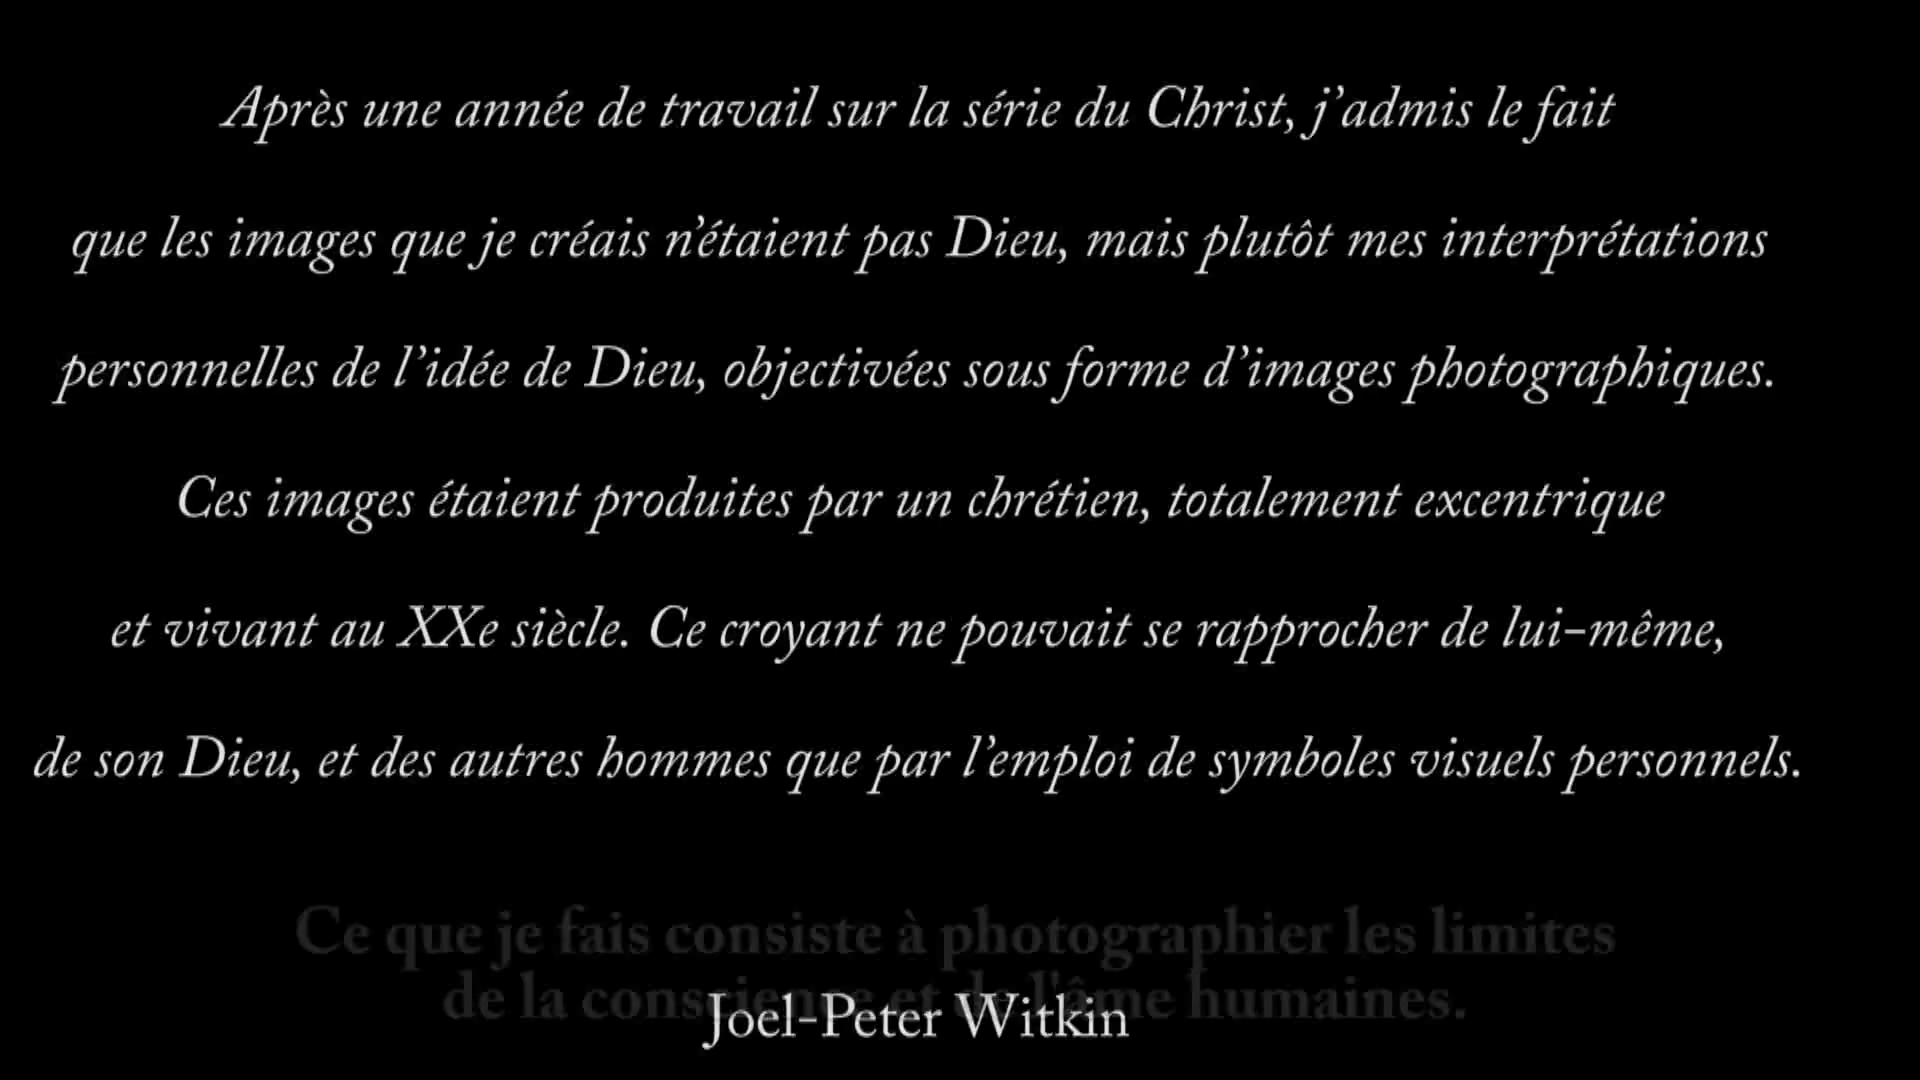 Après une année de travail sur la série du Christ, j’admis le fait
que les images que je créais n’étaient pas Dieu, mais plutôt mes interprétations
personnelles de l’idée de Dieu, objectivées sous forme d’images photographiques.
Ces images étaient produites par un chrétien, totalement excentrique
et vivant au XXe siècle. Ce croyant ne pouvait se rapprocher de lui-même,
de son Dieu, et des autres hommes que par l’emploi de symboles visuels personnels.
Ce que je fais consiste à photographier les limites
de la conscience et de l'âme humaines.
Joel-Peter Witkin